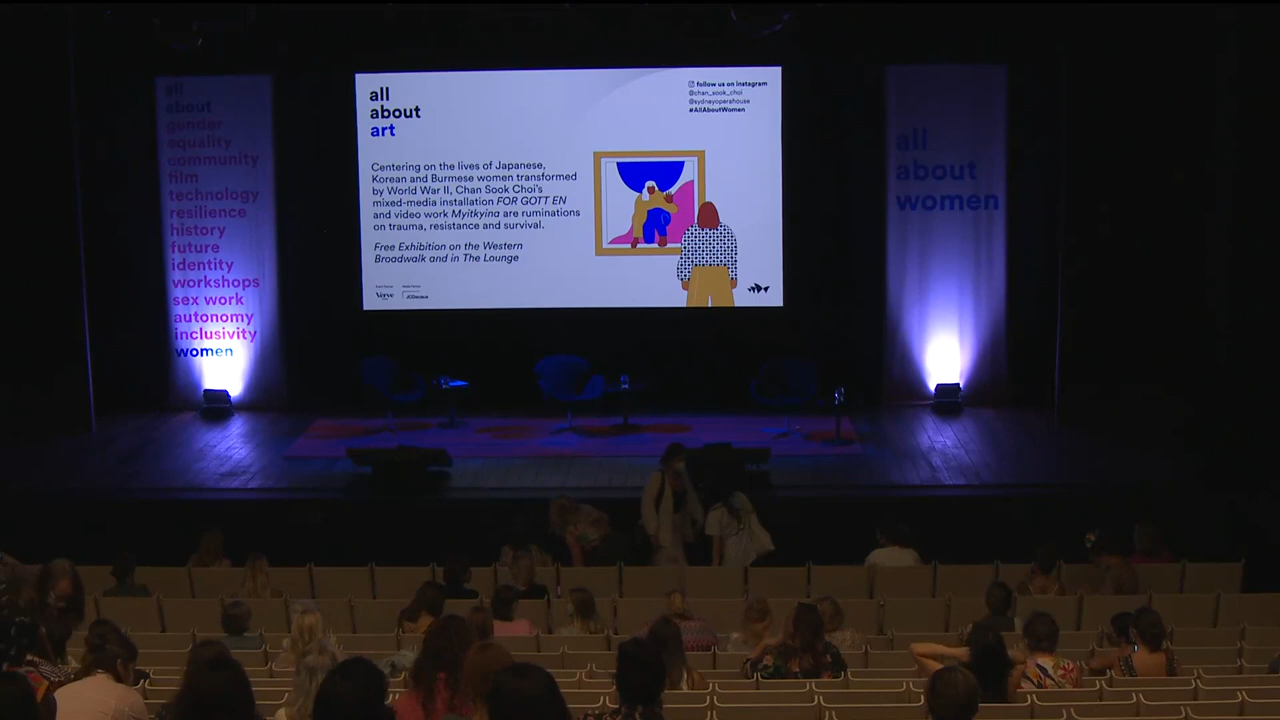 all
about
gender
equality
community
film
technology
resilience
history
future
identity
workshops
sex work
autonomy
inclusivity
women
all
about
art
Centering on the lives of Japanese,
Korean and Burmese women transformed
by World War II, Chan Sook Choi's
mixed-media installation FOR GOTT EN
and video work Myitkyina are ruminations
on trauma, resistance and survival.
Free Exhibition on the Western
Broadwalk and in The Lounge
Verve
JCDecaux
follow us on instagram
@chan_sook_choi
@sydneyoperahouse
#AllAboutWomen
all
about
women